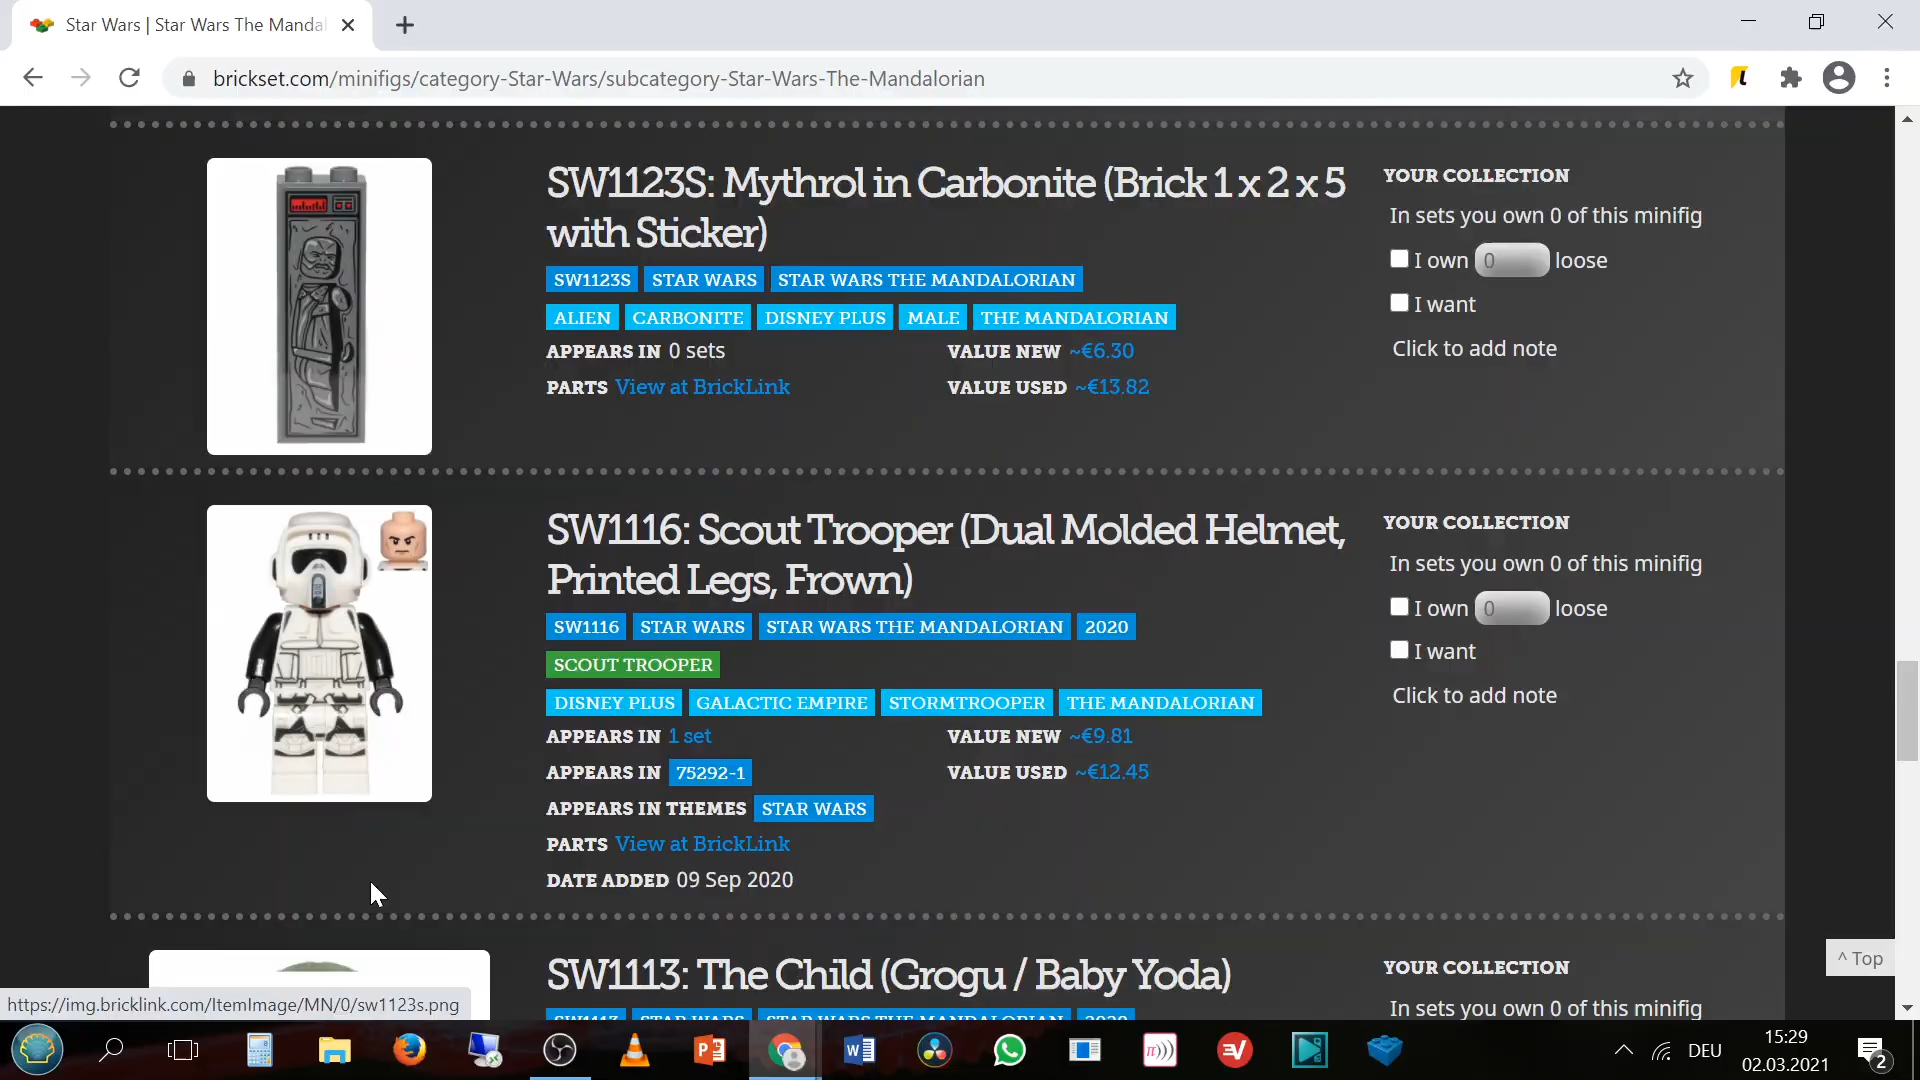 Star Wars | Star Wars The Manda
brickset.com/minifigs/category-Star-Wars/subcategory-Star-Wars-The-Mandalorian
SW1123S: Mythrol in Carbonite (Brick 1 x 2 x 5
with Sticker)
SW1123S STAR WARS STAR WARS THE MANDALORIAN
ALIEN CARBONITE DISNEY PLUS MALE THE MANDALORIAN
APPEARS IN 0 sets
VALUE NEW ~€6.30
PARTS View at BrickLink
VALUE USED ~€13.82
YOUR COLLECTION
In sets you own 0 of this minifig
I own 0 loose
I want
Click to add note
SW1116: Scout Trooper (Dual Molded Helmet,
Printed Legs, Frown)
SW1116 STAR WARS STAR WARS THE MANDALORIAN 2020
SCOUT TROOPER
DISNEY PLUS GALACTIC EMPIRE STORMTROOPER THE MANDALORIAN
APPEARS IN 1 set
VALUE NEW ~€9.81
APPEARS IN 75292-1
VALUE USED ~€12.45
APPEARS IN THEMES STAR WARS
PARTS View at BrickLink
DATE ADDED 09 Sep 2020
YOUR COLLECTION
In sets you own 0 of this minifig
I own 0 loose
I want
Click to add note
SW1113: The Child (Grogu / Baby Yoda)
SW1113 STAR WARS STAR WARS THE MANDALORIAN 2020
YOUR COLLECTION
In sets you own 0 of this minifig
^ Top
https://img.bricklink.com/ItemImage/MN/0/sw1123s.png
DEU
15:29
02.03.2021
2